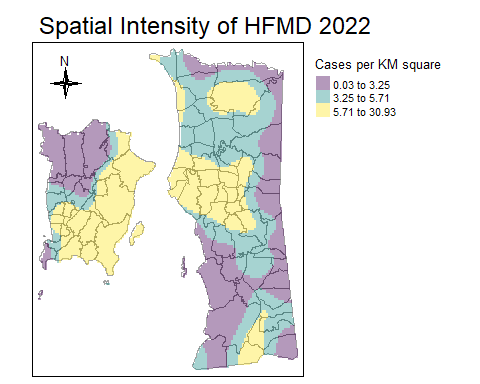 Spatial Intensity of HFMD 2022
N
Cases per KM square
0.03 to 3.25
3.25 to 5.71
5.71 to 30.93